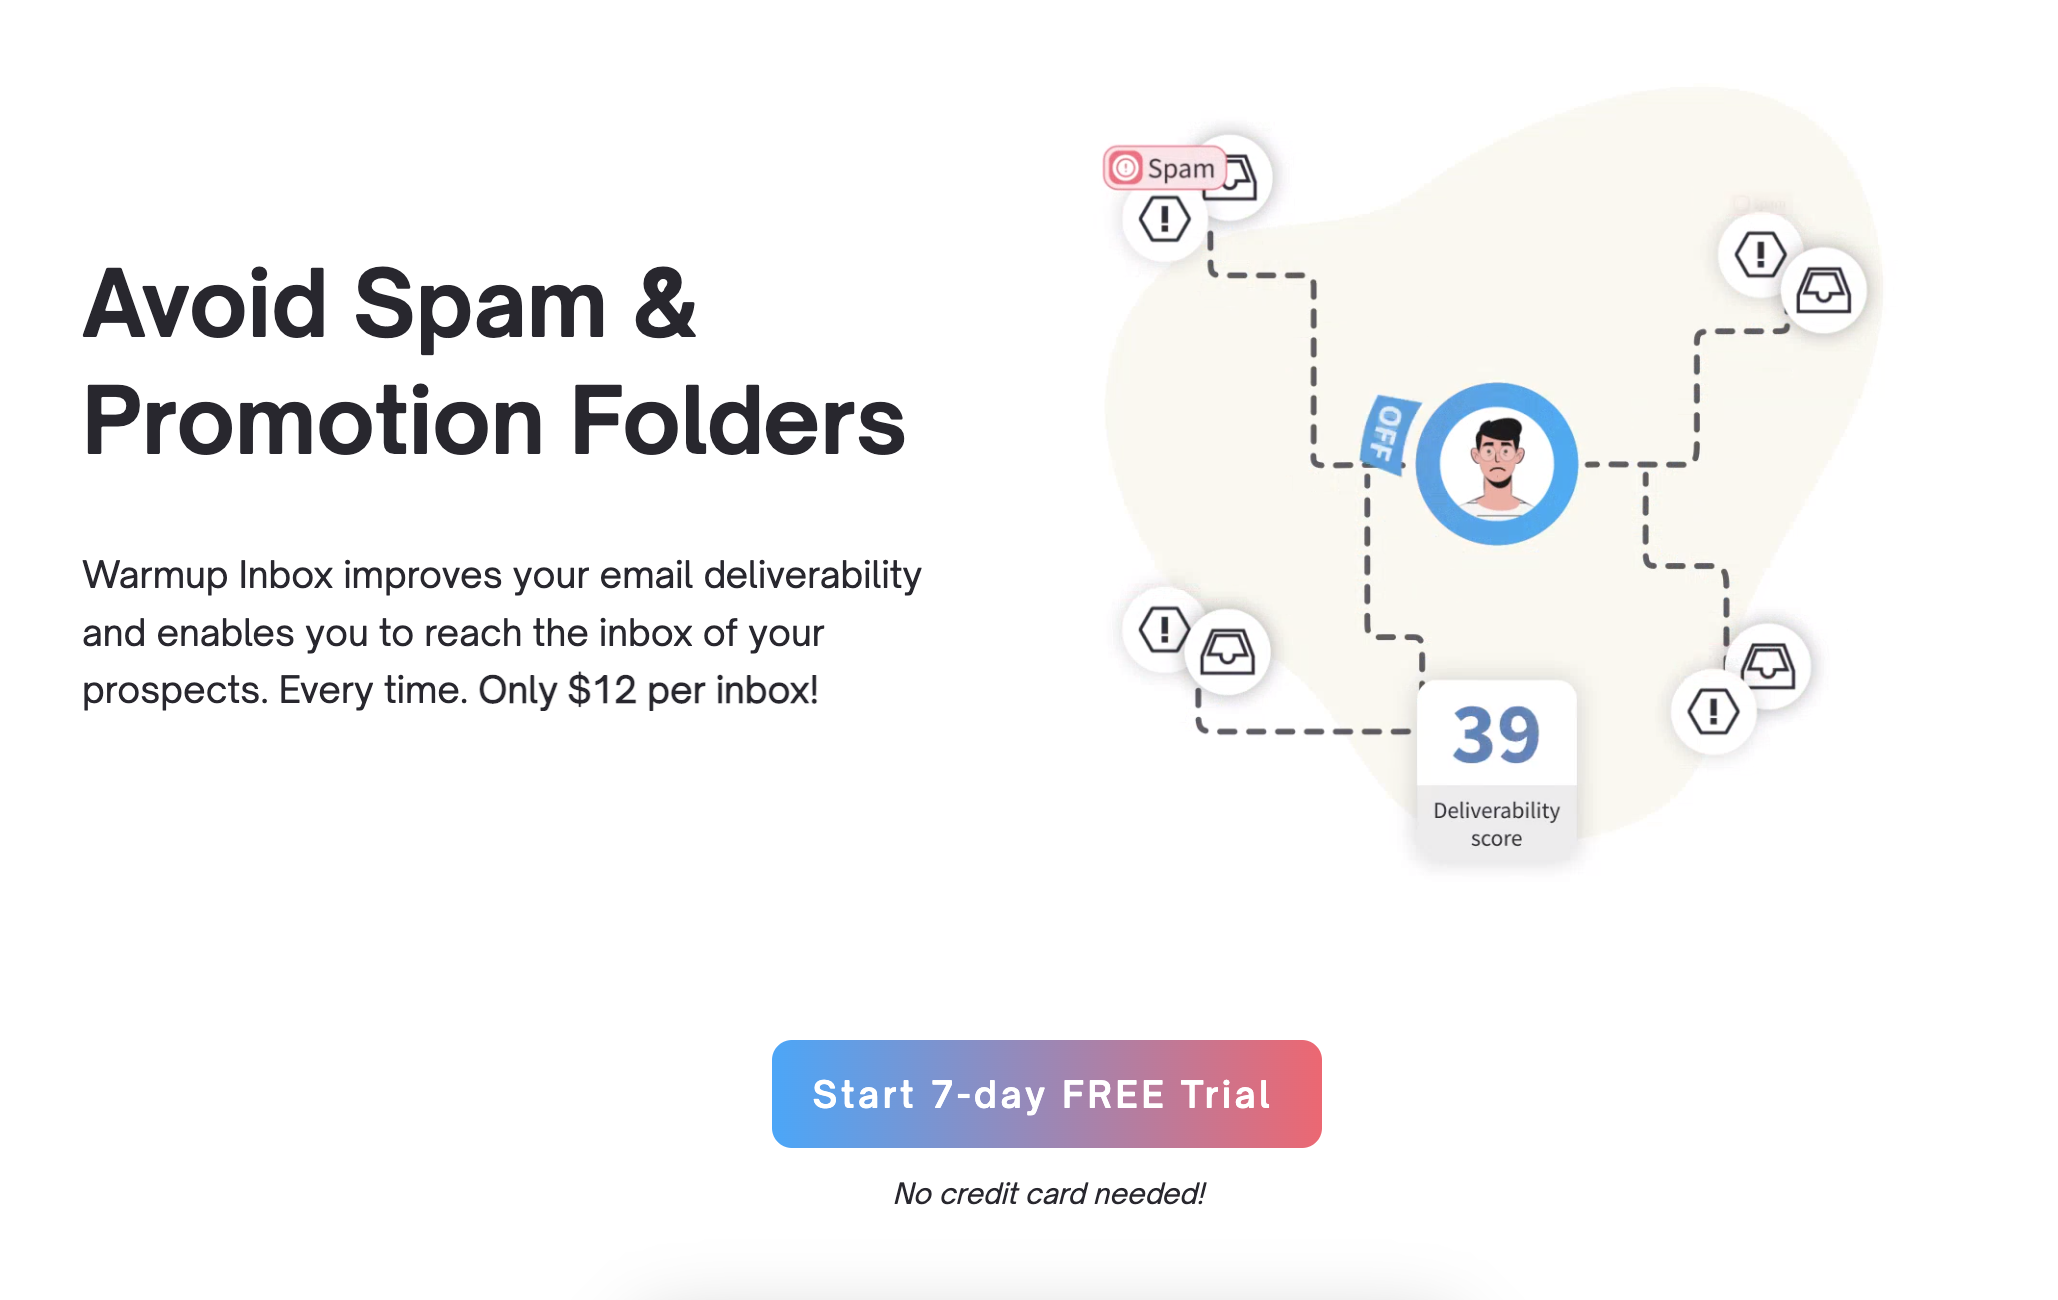 Avoid Spam &
Promotion Folders
Warmup Inbox improves your email deliverability
and enables you to reach the inbox of your
prospects. Every time. Only $12 per inbox!
Spam
OFF
39
Deliverability
score
Start 7-day FREE Trial
No credit card needed!